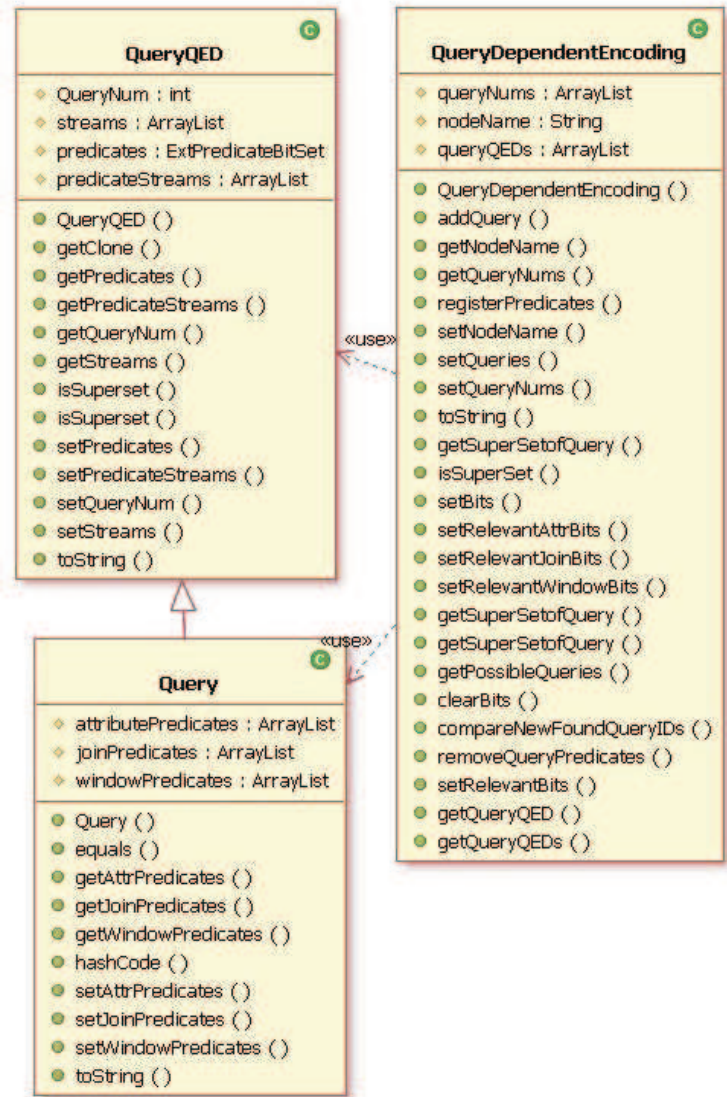 C
QueryQED
QueryNum : int
streams : ArrayList
predicates : ExtPredicateBitSet
predicateStreams : ArrayList
QueryQED ()
getClone ()
getPredicates ()
getPredicateStreams ()
getQueryNum ()
getStreams ()
isSuperset ()
isSuperset ()
setPredicates ()
setPredicateStreams ()
setQueryNum ()
setStreams ()
toString ()
«use»
C
QueryDependentEncoding
queryNums : ArrayList
nodeName : String
queryQEDs : ArrayList
QueryDependentEncoding ()
addQuery ()
getNodeName ()
getQueryNums ()
registerPredicates ()
setNodeName ()
setQueries ()
setQueryNums ()
toString ()
getSuperSetofQuery ()
isSuperSet ()
setBits ()
setRelevantAttrBits ()
setRelevantJoinBits ()
setRelevantWindowBits ()
getSuperSetofQuery ()
getSuperSetofQuery ()
getPossibleQueries ()
clearBits ()
compareNewFoundQueryIDs ()
removeQueryPredicates ()
setRelevantBits ()
getQueryQED ()
getQueryQEDs ()
«use»
C
Query
attributePredicates : ArrayList
joinPredicates : ArrayList
windowPredicates : ArrayList
Query ()
equals ()
getAttrPredicates ()
getJoinPredicates ()
getWindowPredicates ()
hashCode ()
setAttrPredicates ()
setJoinPredicates ()
setWindowPredicates ()
toString ()